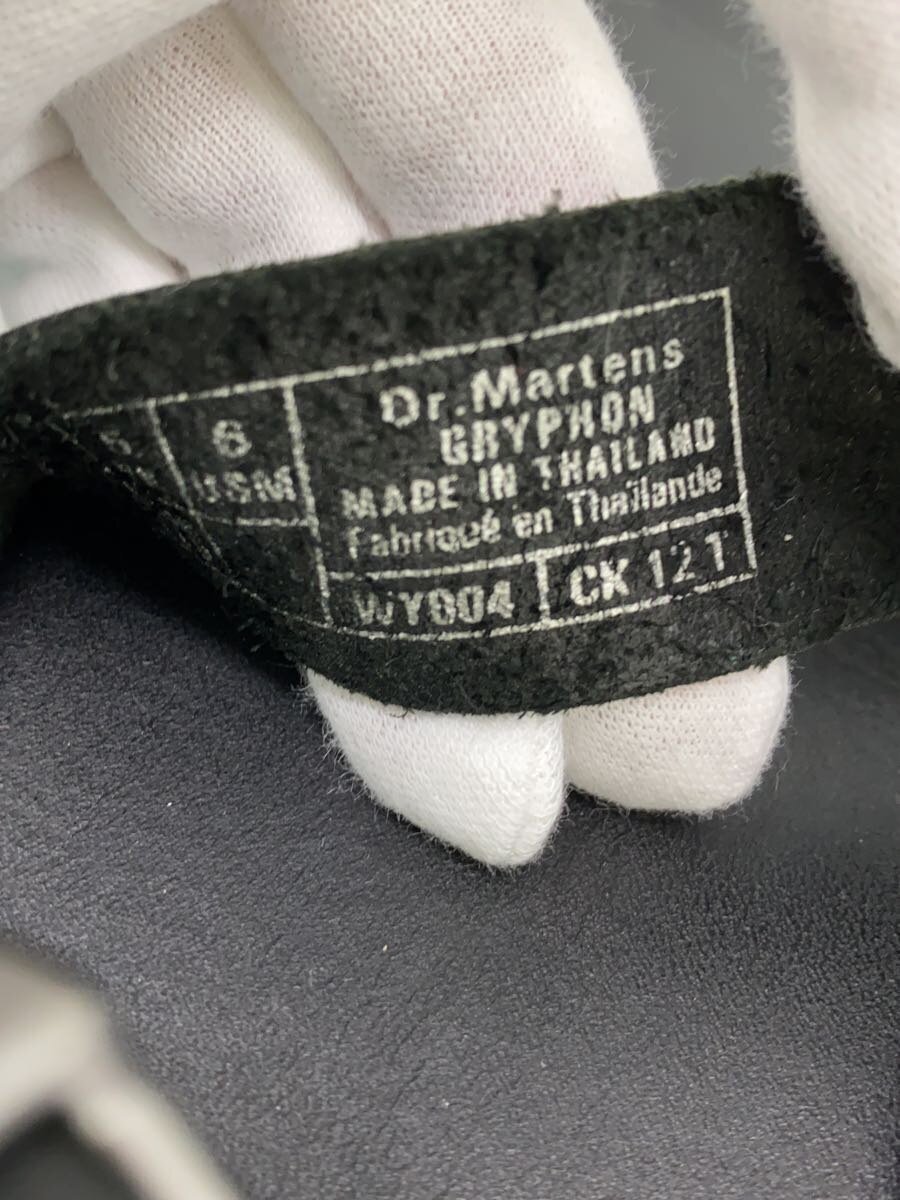 Dr.Martens
GRYPHON
MADE IN THAILAND
Fabriqué en Thaïlande
6
USM
WY004
CK 12 T